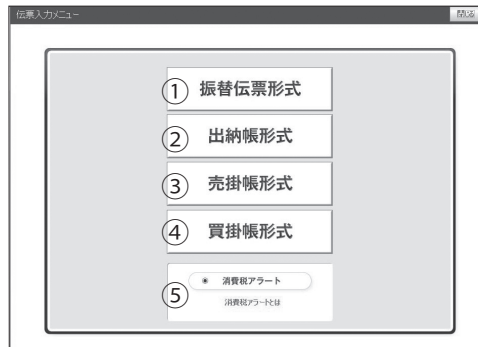 伝票入力メニュー
閉じる
① 振替伝票形式
② 出納帳形式
③ 売掛帳形式
④ 買掛帳形式
消費税アラート
⑤
消費税アラートとは